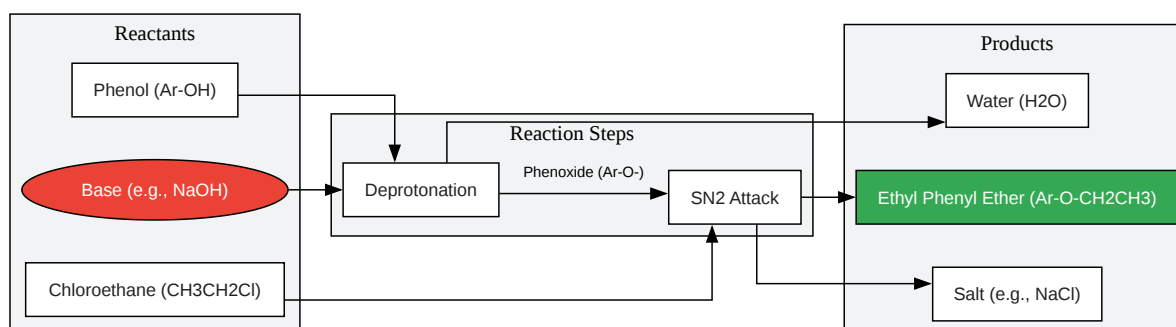 Reactants
Phenol (Ar-OH)
Base (e.g., NaOH)
Chloroethane (CH3CH2Cl)
Reaction Steps
Deprotonation
Phenoxide (Ar-O-)
SN2 Attack
Products
Water (H2O)
Ethyl Phenyl Ether (Ar-O-CH2CH3)
Salt (e.g., NaCl)